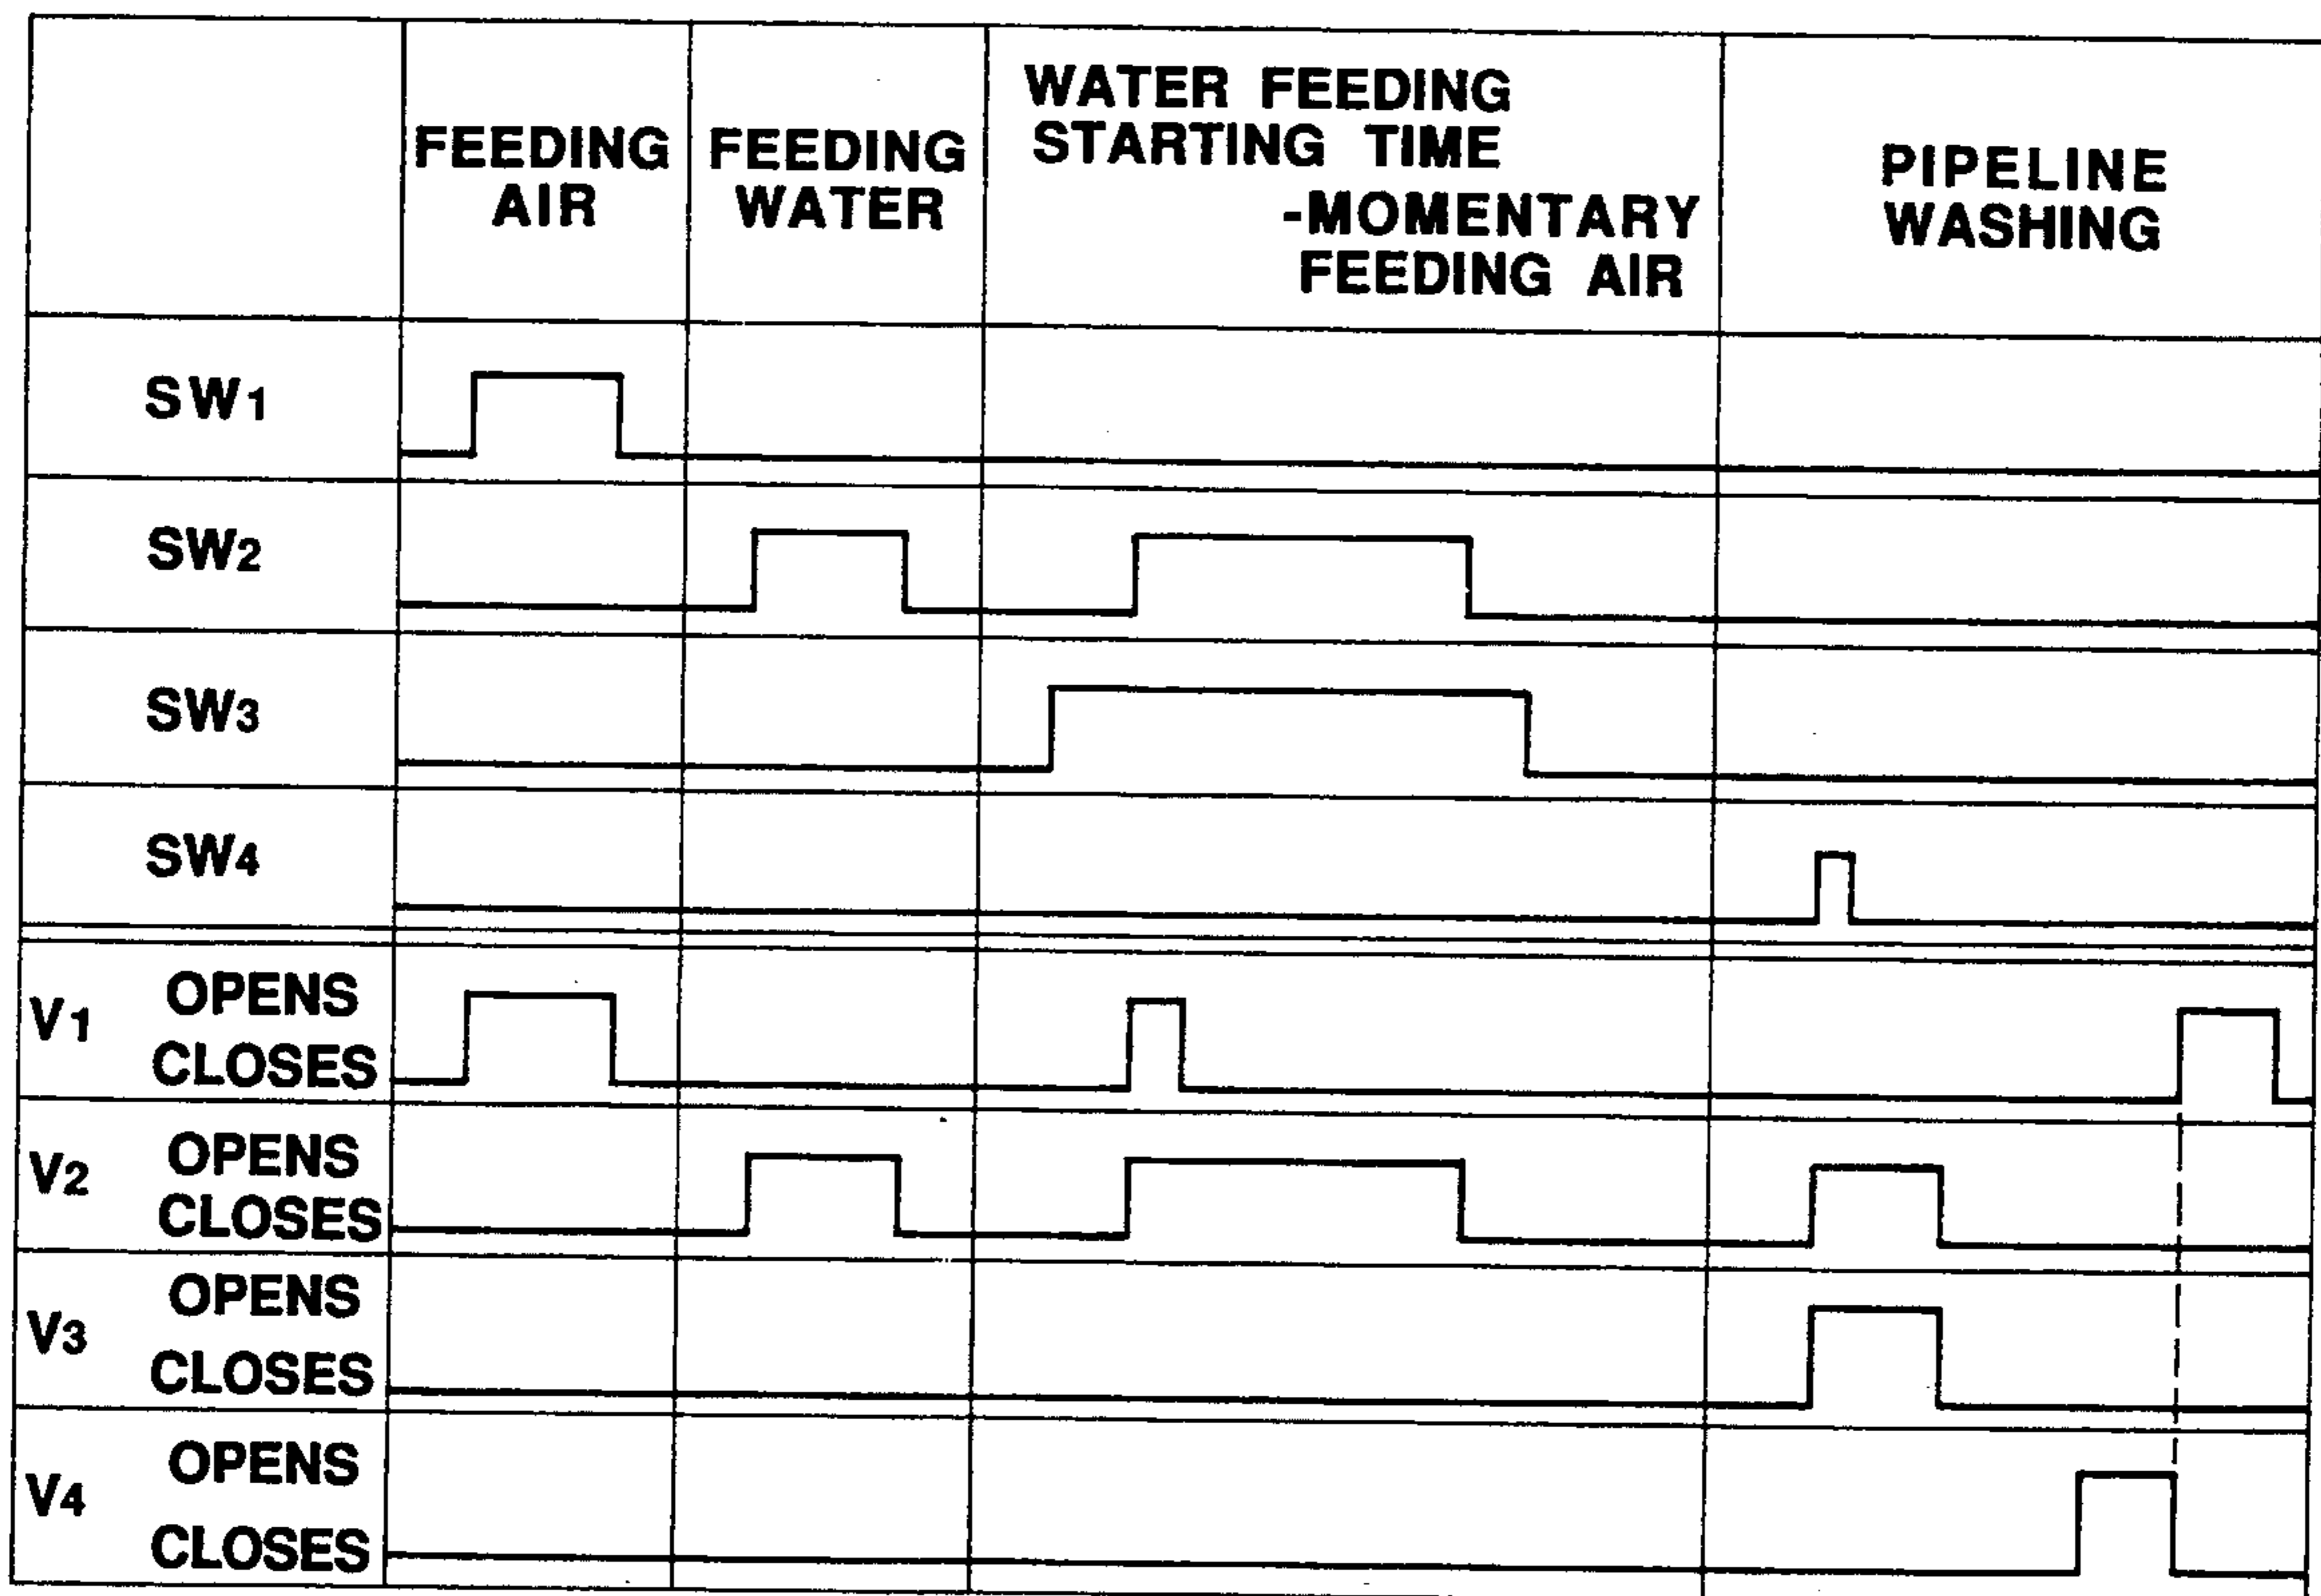 FEEDING
AIR
FEEDING
WATER
WATER FEEDING
STARTING TIME
-MOMENTARY
FEEDING AIR
PIPELINE
WASHING
SW1
SW2
SW3
SW4
V1 OPENS
CLOSES
V2 OPENS
CLOSES
V3 OPENS
CLOSES
V4 OPENS
CLOSES